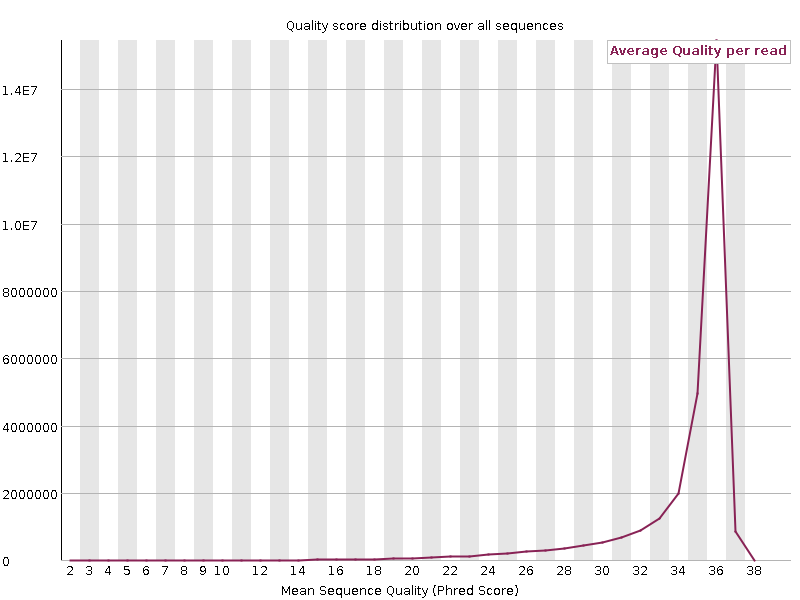 Quality score distribution over all sequences
Average Quality per read
1.4E7
1.2E7
1.0E7
8000000
6000000
4000000
2000000
0
2 3 4 5 6 7 8 9 10 12 14 16 18 20 22 24 26 28 30 32 34 36 38
Mean Sequence Quality (Phred Score)